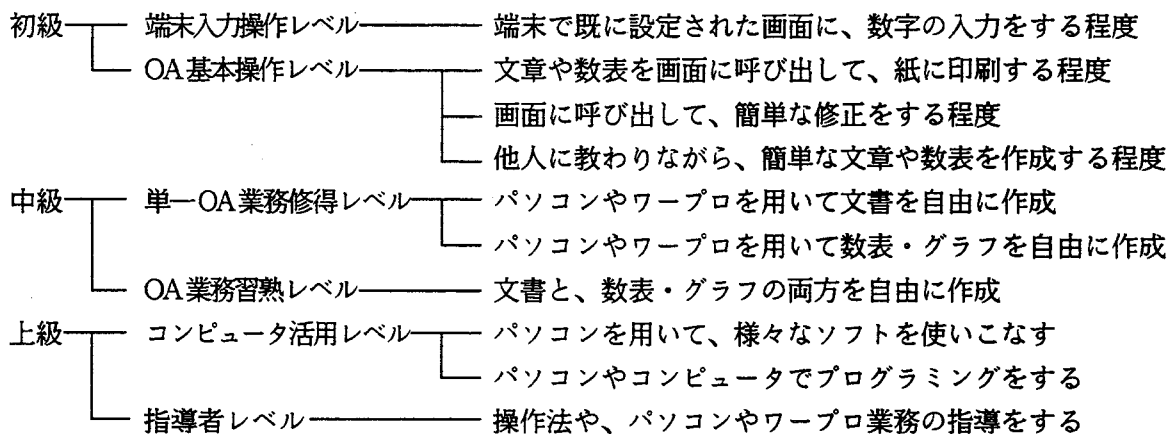 初級 端末入力操作レベル 端末で既に設定された画面に、数字の入力をする程度
OA基本操作レベル 文章や数表を画面に呼び出して、紙に印刷する程度
画面に呼び出して、簡単な修正をする程度
他人に教わりながら、簡単な文章や数表を作成する程度
中級 単一OA業務修得レベル パソコンやワープロを用いて文書を自由に作成
パソコンやワープロを用いて数表・グラフを自由に作成
OA業務習熟レベル 文書と、数表・グラフの両方を自由に作成
上級 コンピュータ活用レベル パソコンを用いて、様々なソフトを使いこなす
パソコンやコンピュータでプログラミングをする
指導者レベル 操作法や、パソコンやワープロ業務の指導をする